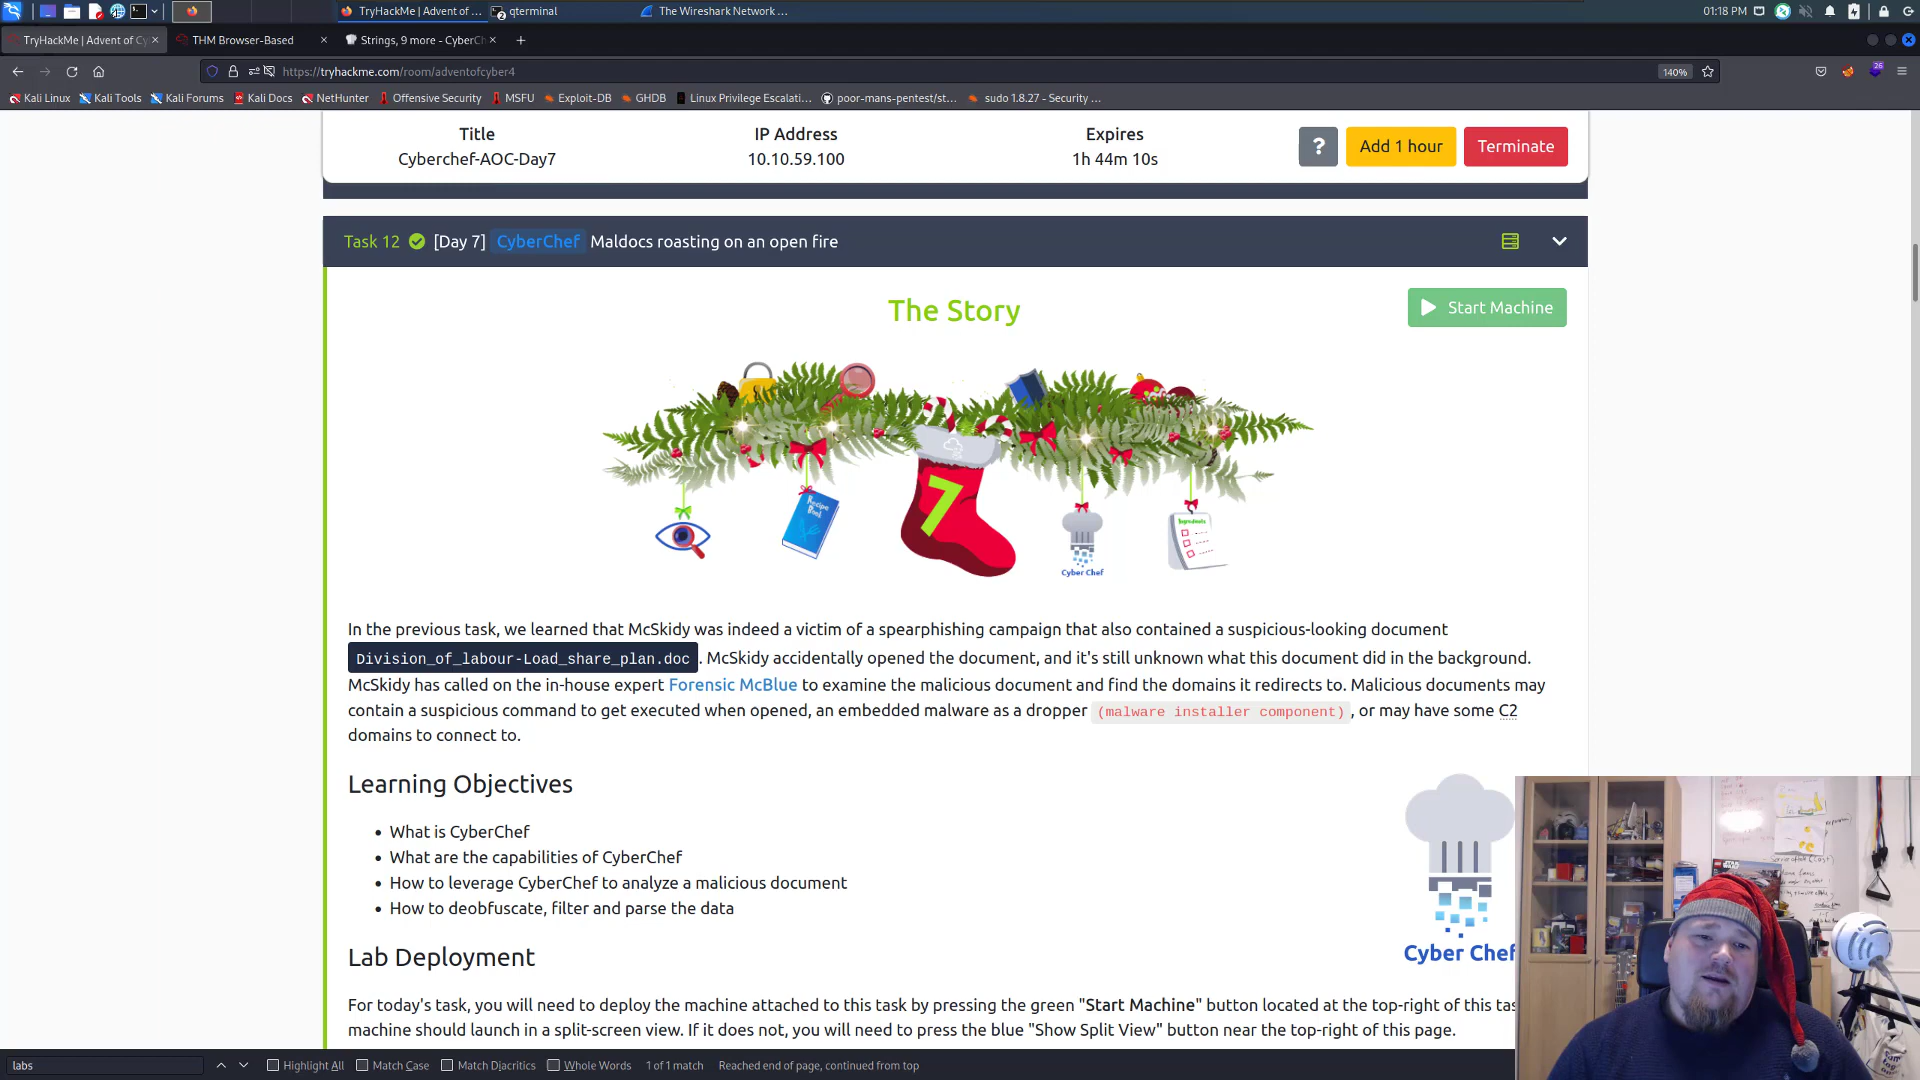 TryHackMe | Advent of ...
qterminal
The Wireshark Network ...
01:18 PM
TryHackMe | Advent of Cy
THM Browser-Based
Strings, 9 more - CyberCh
https://tryhackme.com/room/adventofcyber4
140%
26
Kali Linux
Kali Tools
Kali Forums
Kali Docs
NetHunter
Offensive Security
MSFU
Exploit-DB
GHDB
Linux Privilege Escalati...
poor-mans-pentest/st...
sudo 1.8.27 - Security ...
Title
IP Address
Expires
Cyberchef-AOC-Day7
10.10.59.100
1h 44m 10s
?
Add 1 hour
Terminate
Task 12 [Day 7] CyberChef Maldocs roasting on an open fire
The Story
Start Machine
7
Recipe
Book
Ingredients
Cyber Chef
In the previous task, we learned that McSkidy was indeed a victim of a spearphishing campaign that also contained a suspicious-looking document
Division_of_labour-Load_share_plan.doc . McSkidy accidentally opened the document, and it's still unknown what this document did in the background.
McSkidy has called on the in-house expert Forensic McBlue to examine the malicious document and find the domains it redirects to. Malicious documents may
contain a suspicious command to get executed when opened, an embedded malware as a dropper (malware installer component) , or may have some C2
domains to connect to.
Learning Objectives
• What is CyberChef
• What are the capabilities of CyberChef
• How to leverage CyberChef to analyze a malicious document
• How to deobfuscate, filter and parse the data
Cyber Chef
Lab Deployment
For today's task, you will need to deploy the machine attached to this task by pressing the green "Start Machine" button located at the top-right of this tas
machine should launch in a split-screen view. If it does not, you will need to press the blue "Show Split View" button near the top-right of this page.
labs
Highlight All
Match Case
Match Diacritics
Whole Words
1 of 1 match
Reached end of page, continued from top